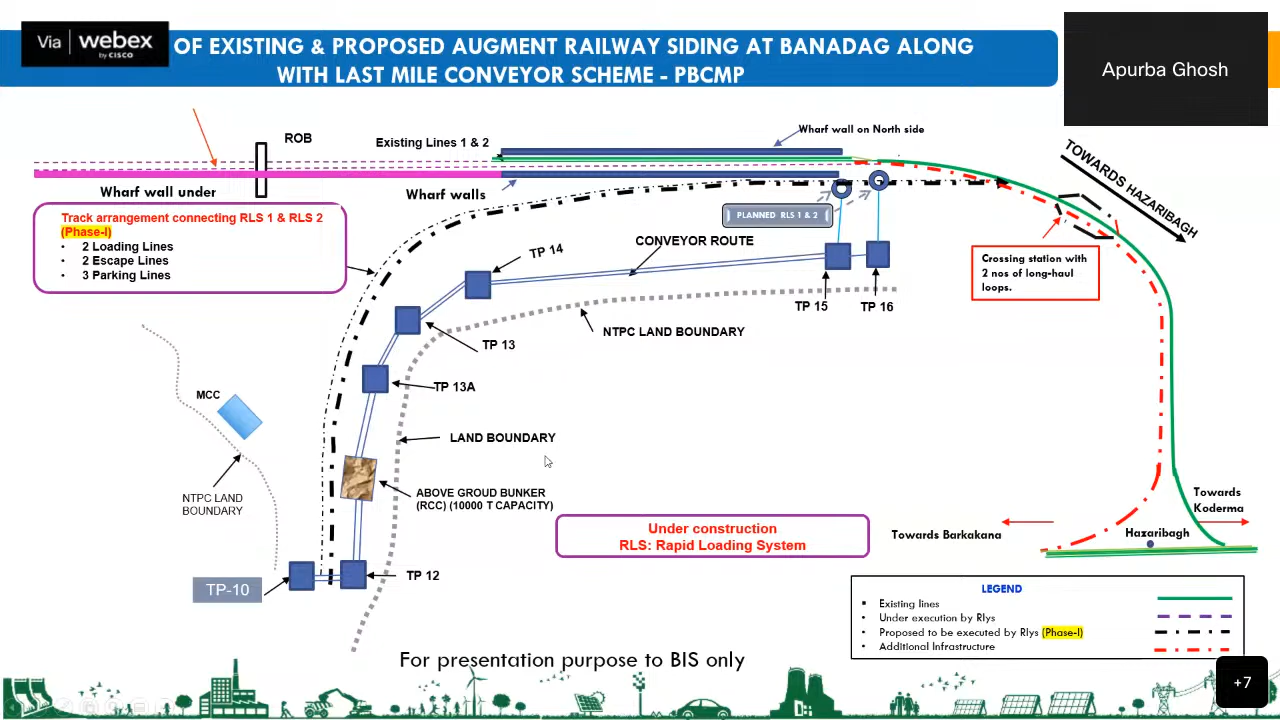 Via webex
by CISCO
OF EXISTING & PROPOSED AUGMENT RAILWAY SIDING AT BANADAG ALONG
WITH LAST MILE CONVEYOR SCHEME - PBCMP
Apurba Ghosh
ROB
Existing Lines 1 & 2
Wharf wall on North side
TOWARDS HAZARIBAGH
Wharf wall under
Wharf walls
PLANNED RLS 1 & 2
Track arrangement connecting RLS 1 & RLS 2
(Phase-I)
• 2 Loading Lines
• 2 Escape Lines
• 3 Parking Lines
TP 14
CONVEYOR ROUTE
Crossing station with
2 nos of long-haul
loops.
TP 15
TP 16
NTPC LAND BOUNDARY
TP 13
TP 13A
MCC
LAND BOUNDARY
NTPC LAND
BOUNDARY
ABOVE GROUD BUNKER
(RCC) (10000 T CAPACITY)
Towards
Koderma
Under construction
RLS: Rapid Loading System
Towards Barkakana
Hazaribagh
TP 12
TP-10
LEGEND
▪ Existing lines
• Under execution by Rlys
• Proposed to be executed by Rlys (Phase-I)
• Additional Infrastructure
For presentation purpose to BIS only
+7